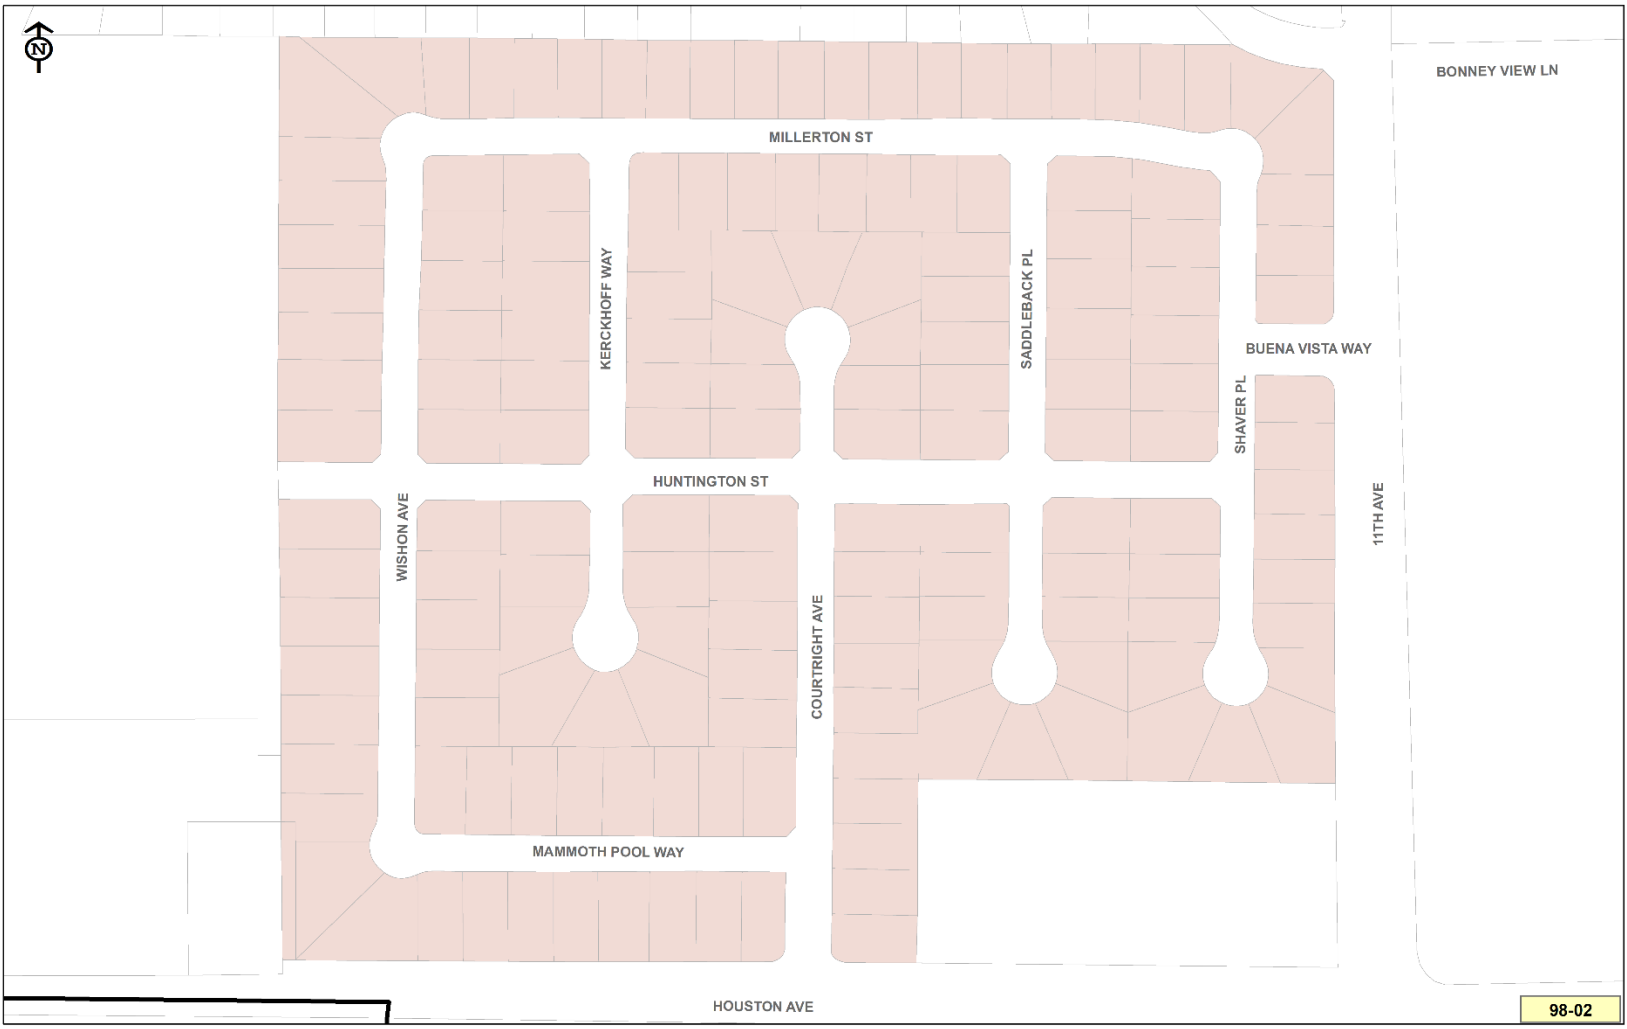 N
BONNEY VIEW LN
MILLERTON ST
KERCKHOFF WAY
SADDLEBACK PL
BUENA VISTA WAY
SHAVER PL
HUNTINGTON ST
WISHON AVE
11TH AVE
COURTRIGHT AVE
MAMMOTH POOL WAY
HOUSTON AVE
98-02